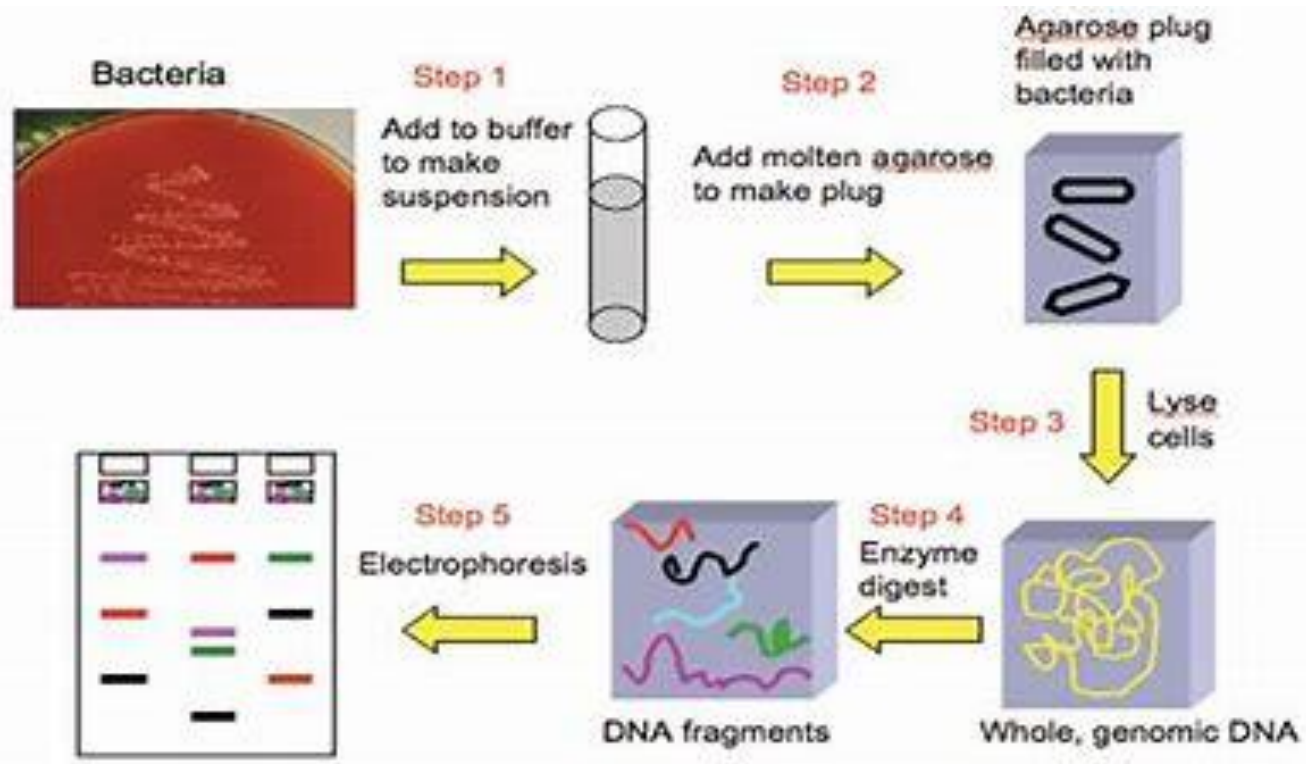 Bacteria
Step 1
Add to buffer
to make
suspension
Step 2
Add molten agarose
to make plug
Agarose plug
filled with
bacteria
Step 3
Lyse
cells
Whole, genomic DNA
Step 4
Enzyme
digest
DNA fragments
Step 5
Electrophoresis